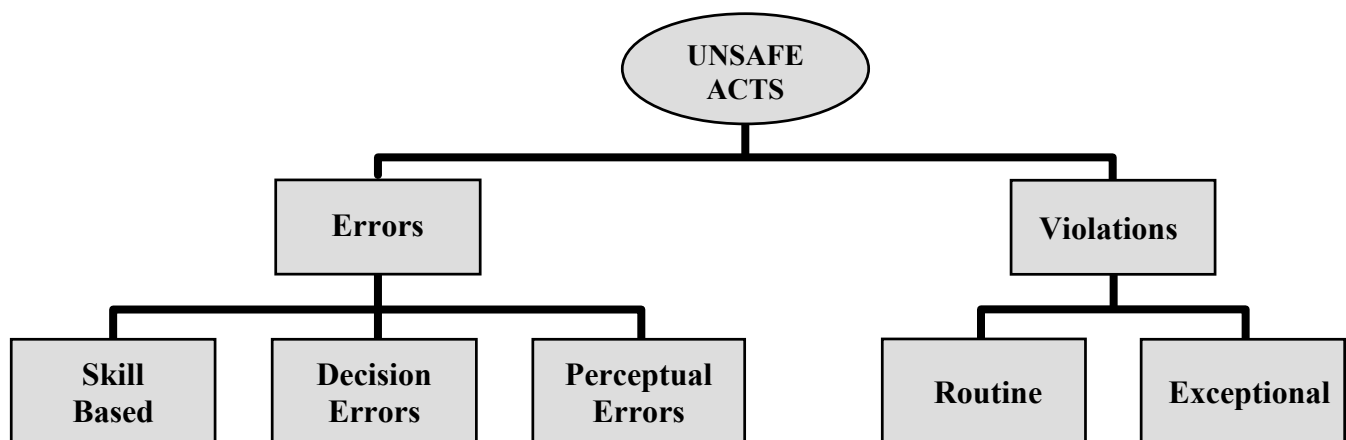 UNSAFE
ACTS
Errors
Violations
Skill
Based
Decision
Errors
Perceptual
Errors
Routine
Exceptional